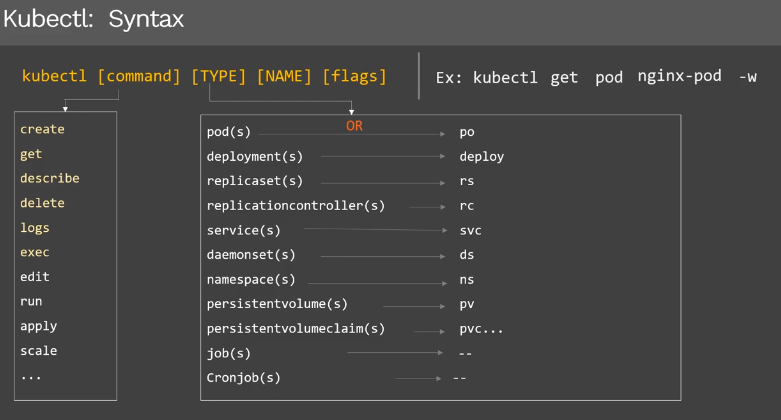 Kubectl: Syntax
kubectl [command] [TYPE] [NAME] [flags]
Ex: kubectl get pod nginx-pod -w
create
get
describe
delete
logs
exec
edit
run
apply
scale
...
OR
pod(s) po
deployment(s) deploy
replicaset(s) rs
replicationcontroller(s) rc
service(s) svc
daemonset(s) ds
namespace(s) ns
persistentvolume(s) pv
persistentvolumeclaim(s) pvc...
job(s) --
Cronjob(s) --